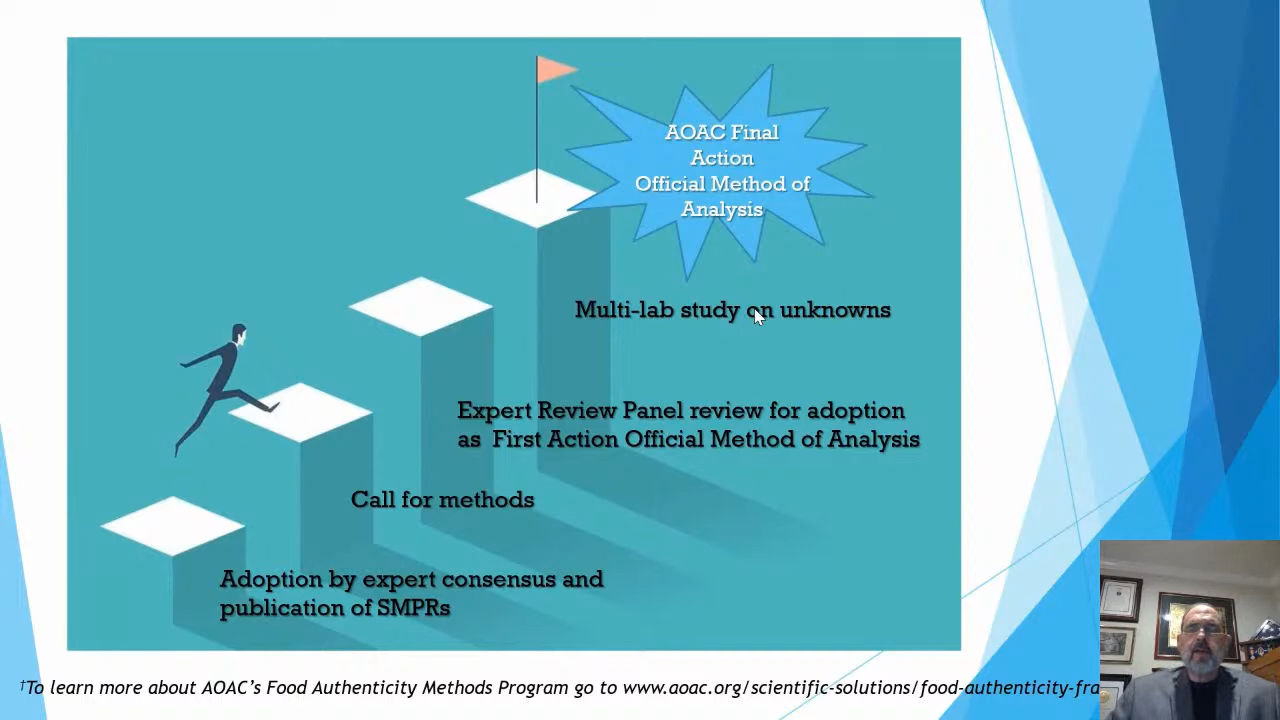 AOAC Final
Action
Official Method of
Analysis
Multi-lab study on unknowns
Expert Review Panel review for adoption
as First Action Official Method of Analysis
Call for methods
Adoption by expert consensus and
publication of SMPRs
†To learn more about AOAC’s Food Authenticity Methods Program go to www.aoac.org/scientific-solutions/food-authenticity-fra